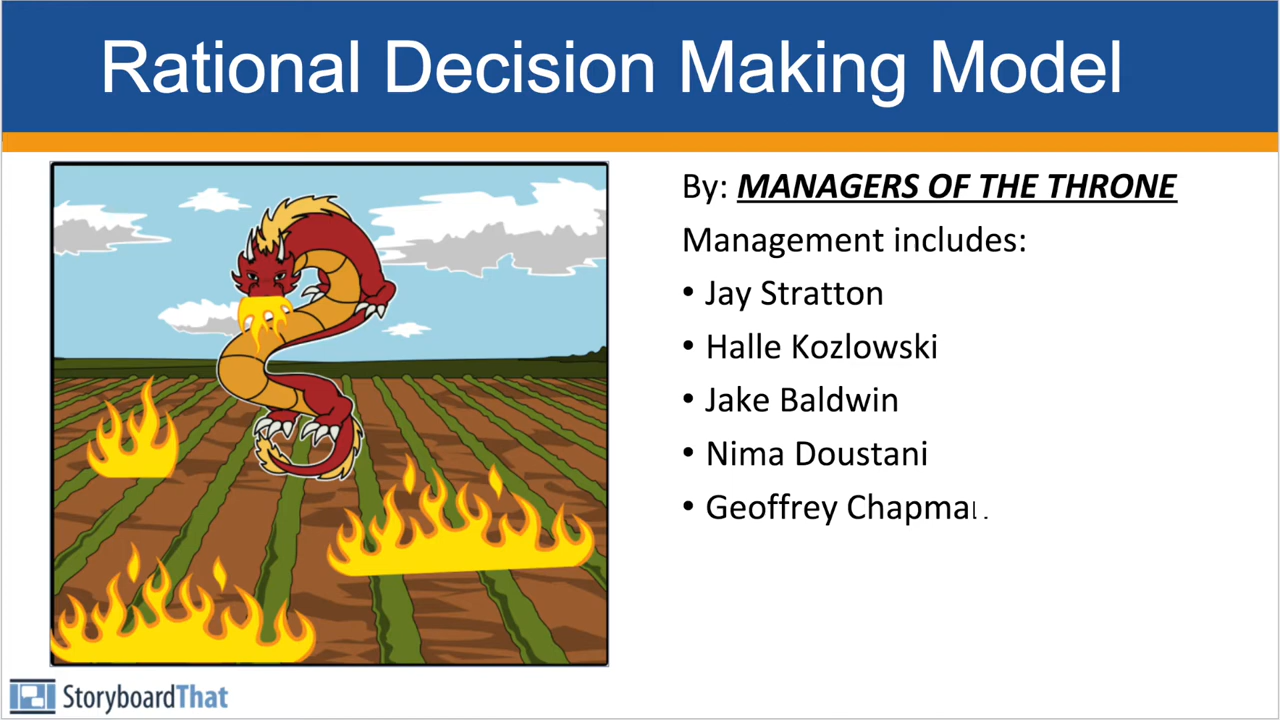 Rational Decision Making Model
By: MANAGERS OF THE THRONE
Management includes:
• Jay Stratton
• Halle Kozlowski
• Jake Baldwin
• Nima Doustani
• Geoffrey
StoryboardThat